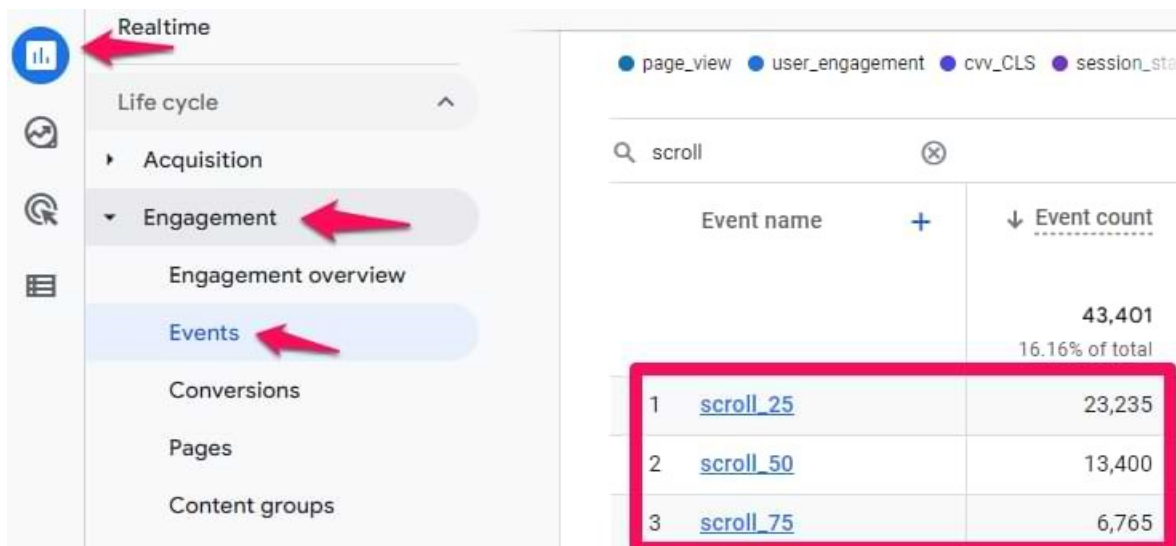 Realtime
Life cycle
Acquisition
Engagement
Engagement overview
Events
Conversions
Pages
Content groups
page_view user_engagement cvv_CLS session_sta
scroll
Event name + Event count
43,401
16.16% of total
1 scroll_25 23,235
2 scroll_50 13,400
3 scroll_75 6,765